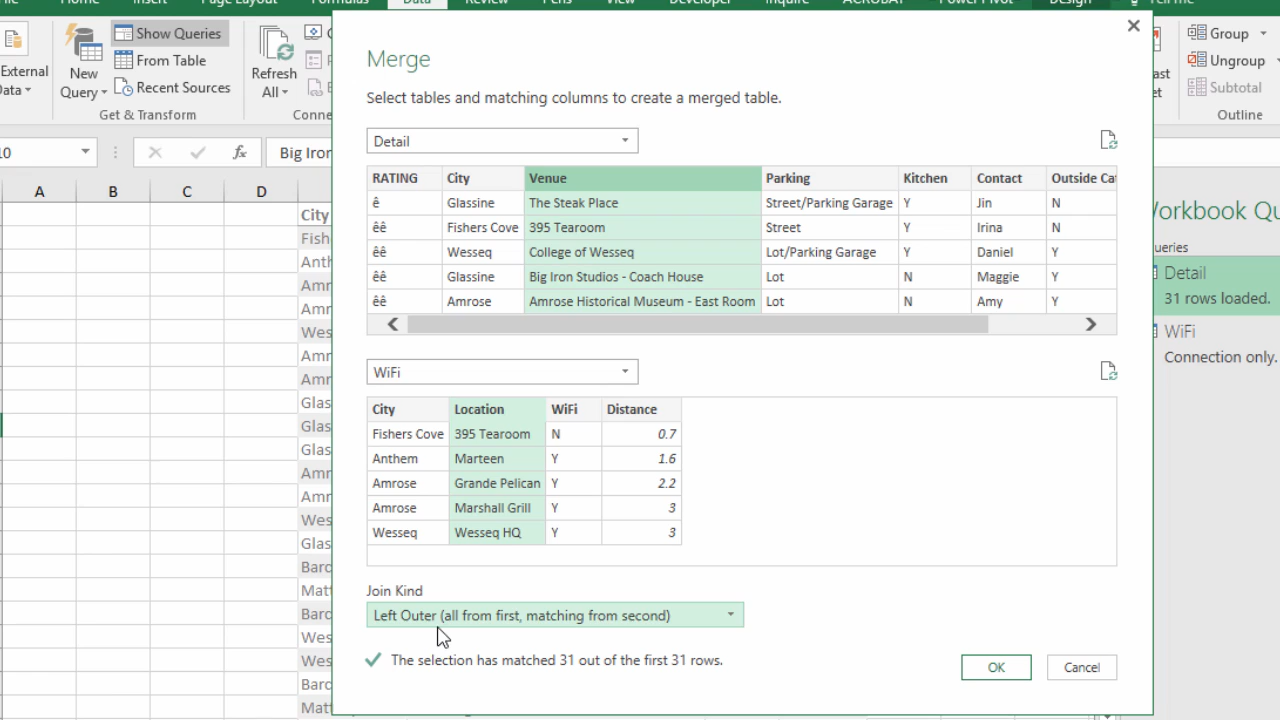 File Home Insert Page Layout Formulas Data Review Pens View Developer Inquire ACROBAT Power Pivot Design Tell me
External
Data
New
Query
Show Queries
From Table
Recent Sources
Get & Transform
Refresh
All
Group
Ungroup
Subtotal
Outline
10
fx
Big Iron
A B C D
City
Fish
Anth
Amr
Amr
Wes
Amr
Amr
Glas
Glas
Glas
Amr
Amr
Wes
Glas
Bard
Matt
Bard
Wes
Wes
Bard
Matt
Merge
Select tables and matching columns to create a merged table.
Detail
RATING City Venue Parking Kitchen Contact Outside Cat
ê Glassine The Steak Place Street/Parking Garage Y Jin N
êê Fishers Cove 395 Tearoom Street Y Irina N
êê Wesseq College of Wesseq Lot/Parking Garage Y Daniel Y
êê Glassine Big Iron Studios - Coach House Lot N Maggie Y
êê Amrose Amrose Historical Museum - East Room Lot N Amy Y
WiFi
City Location WiFi Distance
Fishers Cove 395 Tearoom N 0.7
Anthem Marteen Y 1.6
Amrose Grande Pelican Y 2.2
Amrose Marshall Grill Y 3
Wesseq Wesseq HQ Y 3
Join Kind
Left Outer (all from first, matching from second)
The selection has matched 31 out of the first 31 rows.
OK Cancel
Workbook Qu
ueries
Detail
31 rows loaded.
WiFi
Connection only.